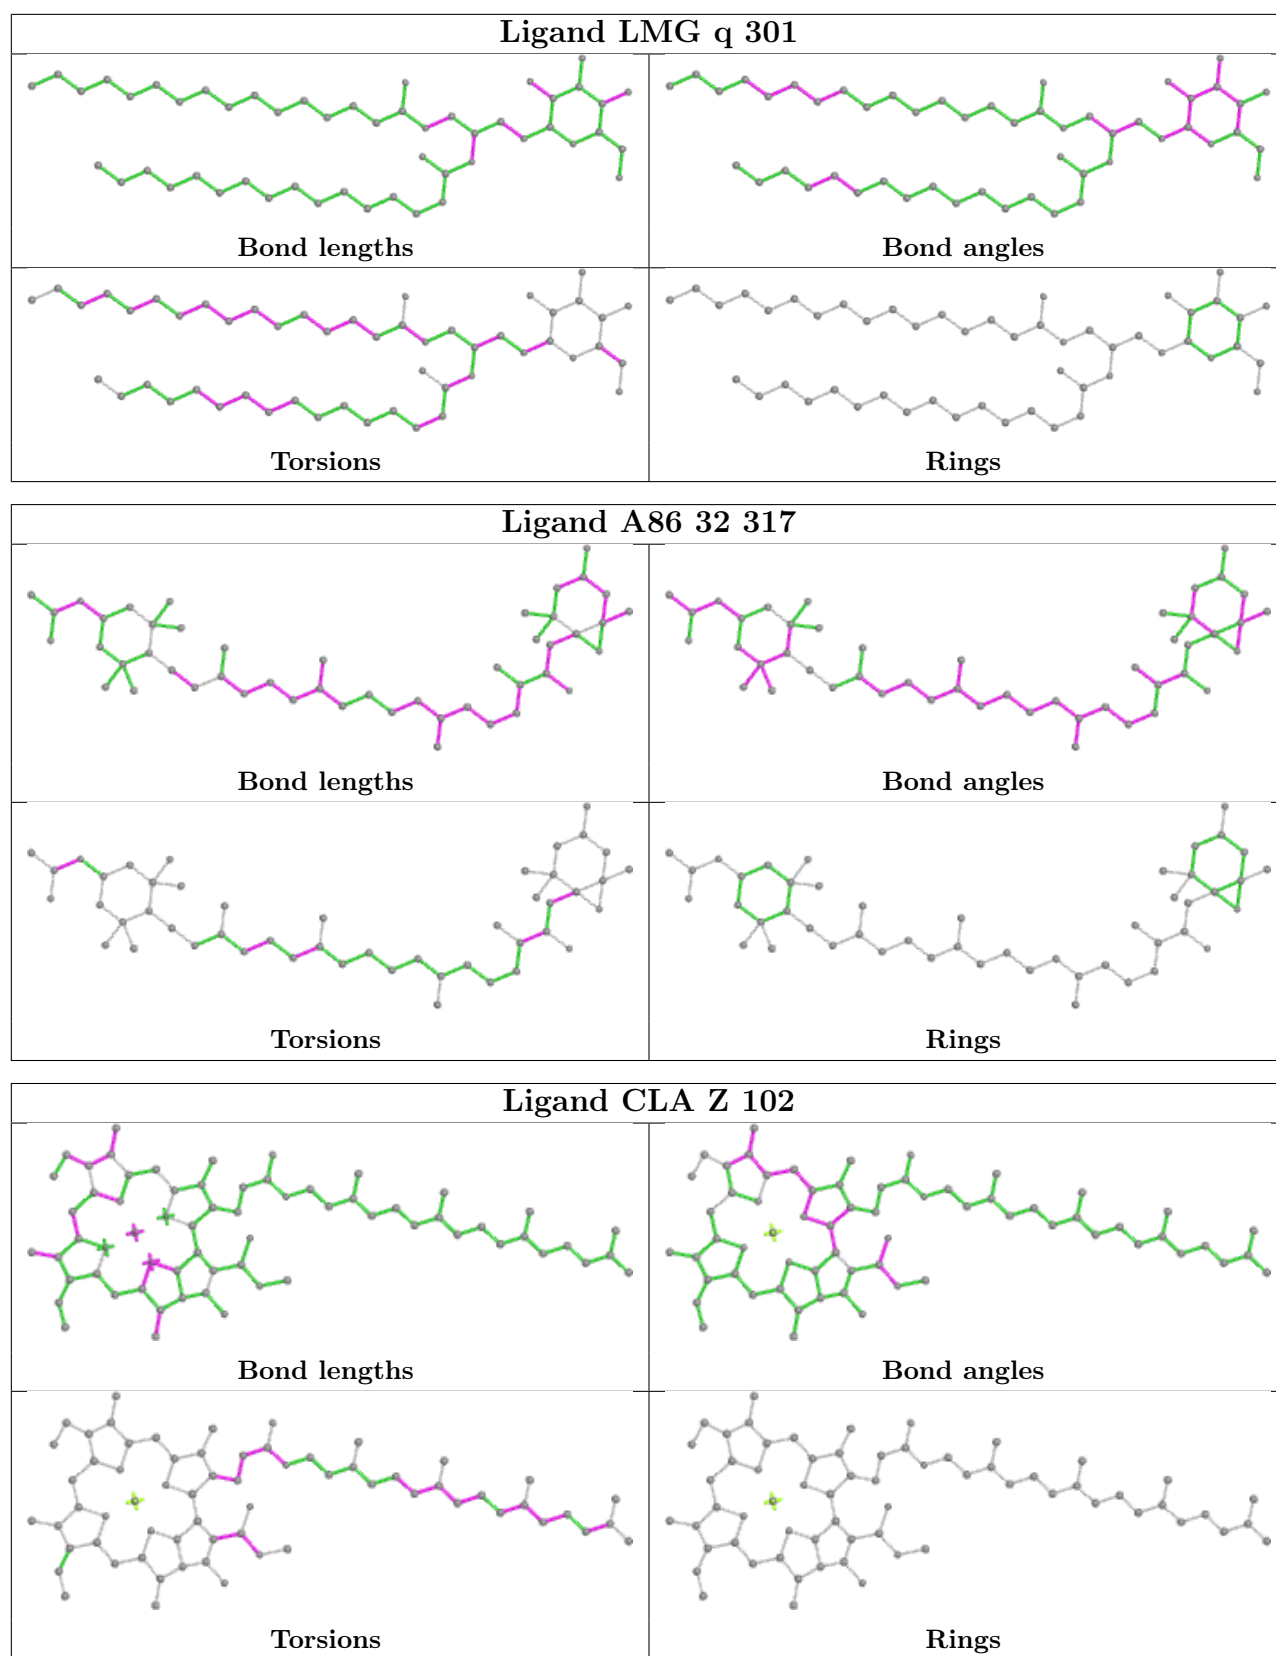 Ligand LMG q 301
Bond lengths
Bond angles
Torsions
Rings
Ligand A86 32 317
Bond lengths
Bond angles
Torsions
Rings
Ligand CLA Z 102
Bond lengths
Bond angles
Torsions
Rings